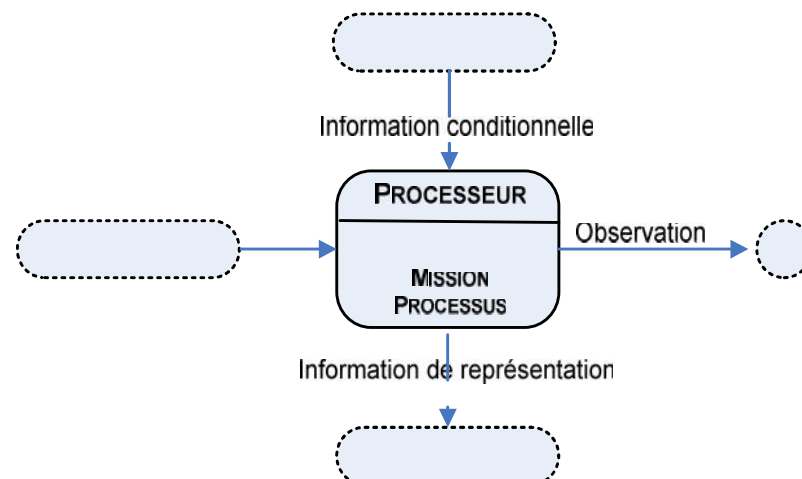 Information conditionnelle
PROCESSEUR
Observation
MISSION
PROCESSUS
Information de représentation